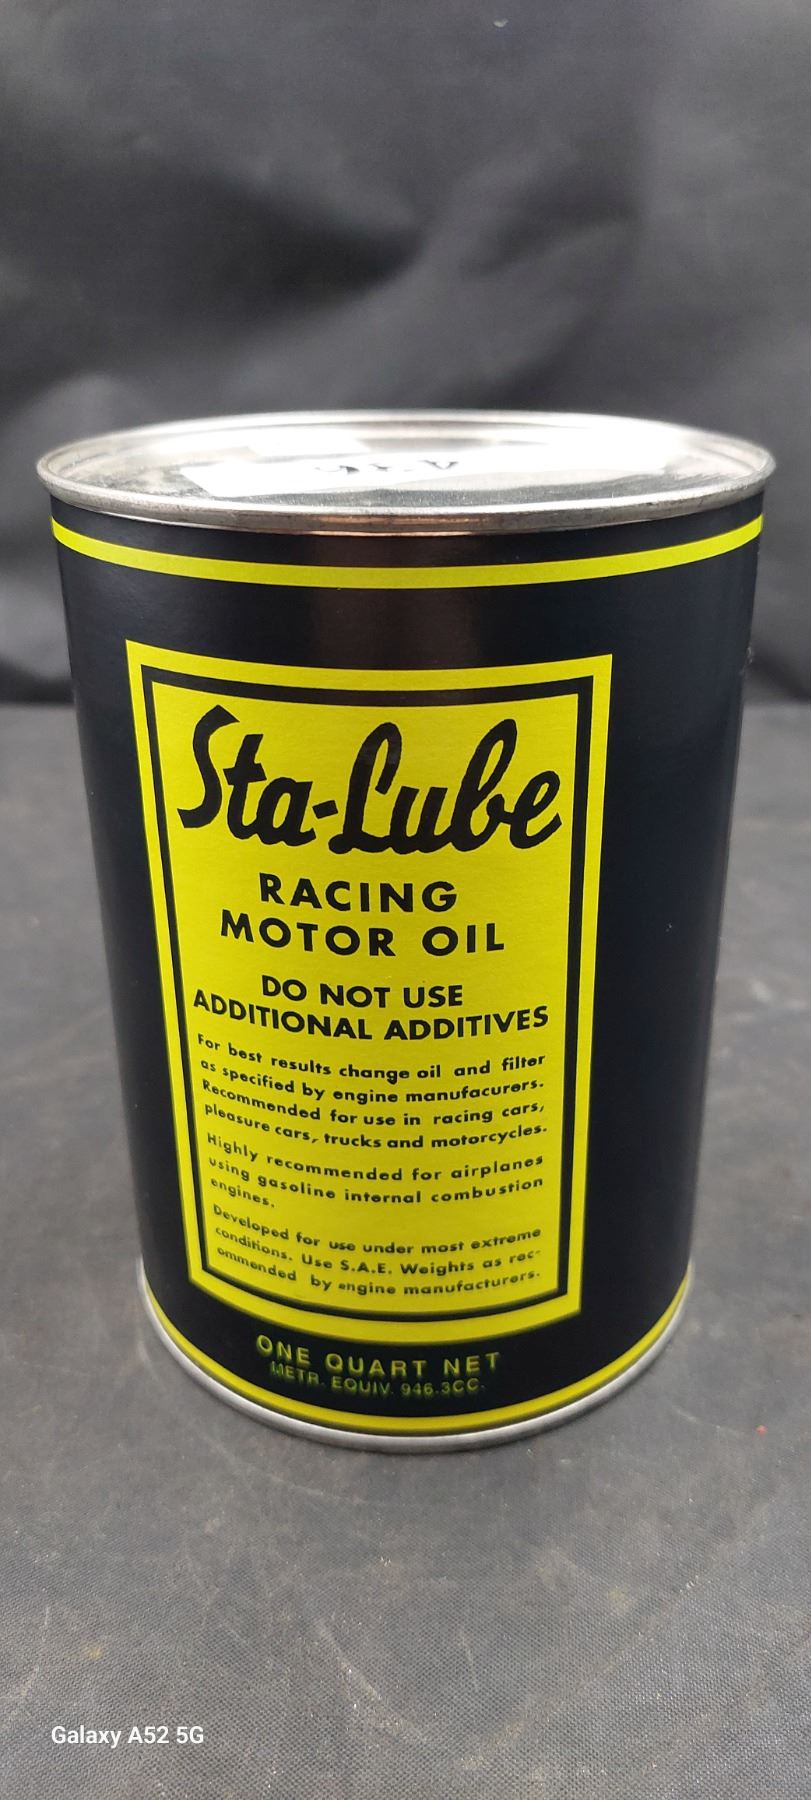 Sta-Lube
RACING
MOTOR OIL
DO NOT USE
ADDITIONAL ADDITIVES
For best results change oil and filter
as specified by engine manufacurers.
Recommended for use in racing cars,
pleasure cars, trucks and motorcycles.
Highly recommended for airplanes
using gasoline internal combustion
engines.
Developed for use under most extreme
conditions. Use S.A.E. Weights as rec-
ommended by engine manufacturers.
ONE QUART NET
METR. EQUIV. 946.3CC.
Galaxy A52 5G